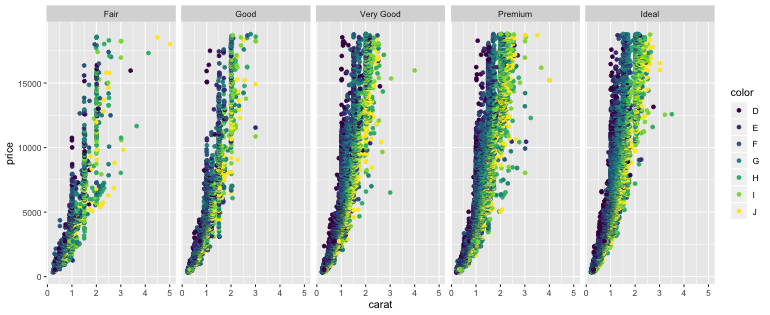 Fair Good Very Good Premium Ideal
color
D
E
F
G
H
I
J
price
15000
10000
5000
0
0 1 2 3 4 5 0 1 2 3 4 5 0 1 2 3 4 5 0 1 2 3 4 5 0 1 2 3 4 5
carat